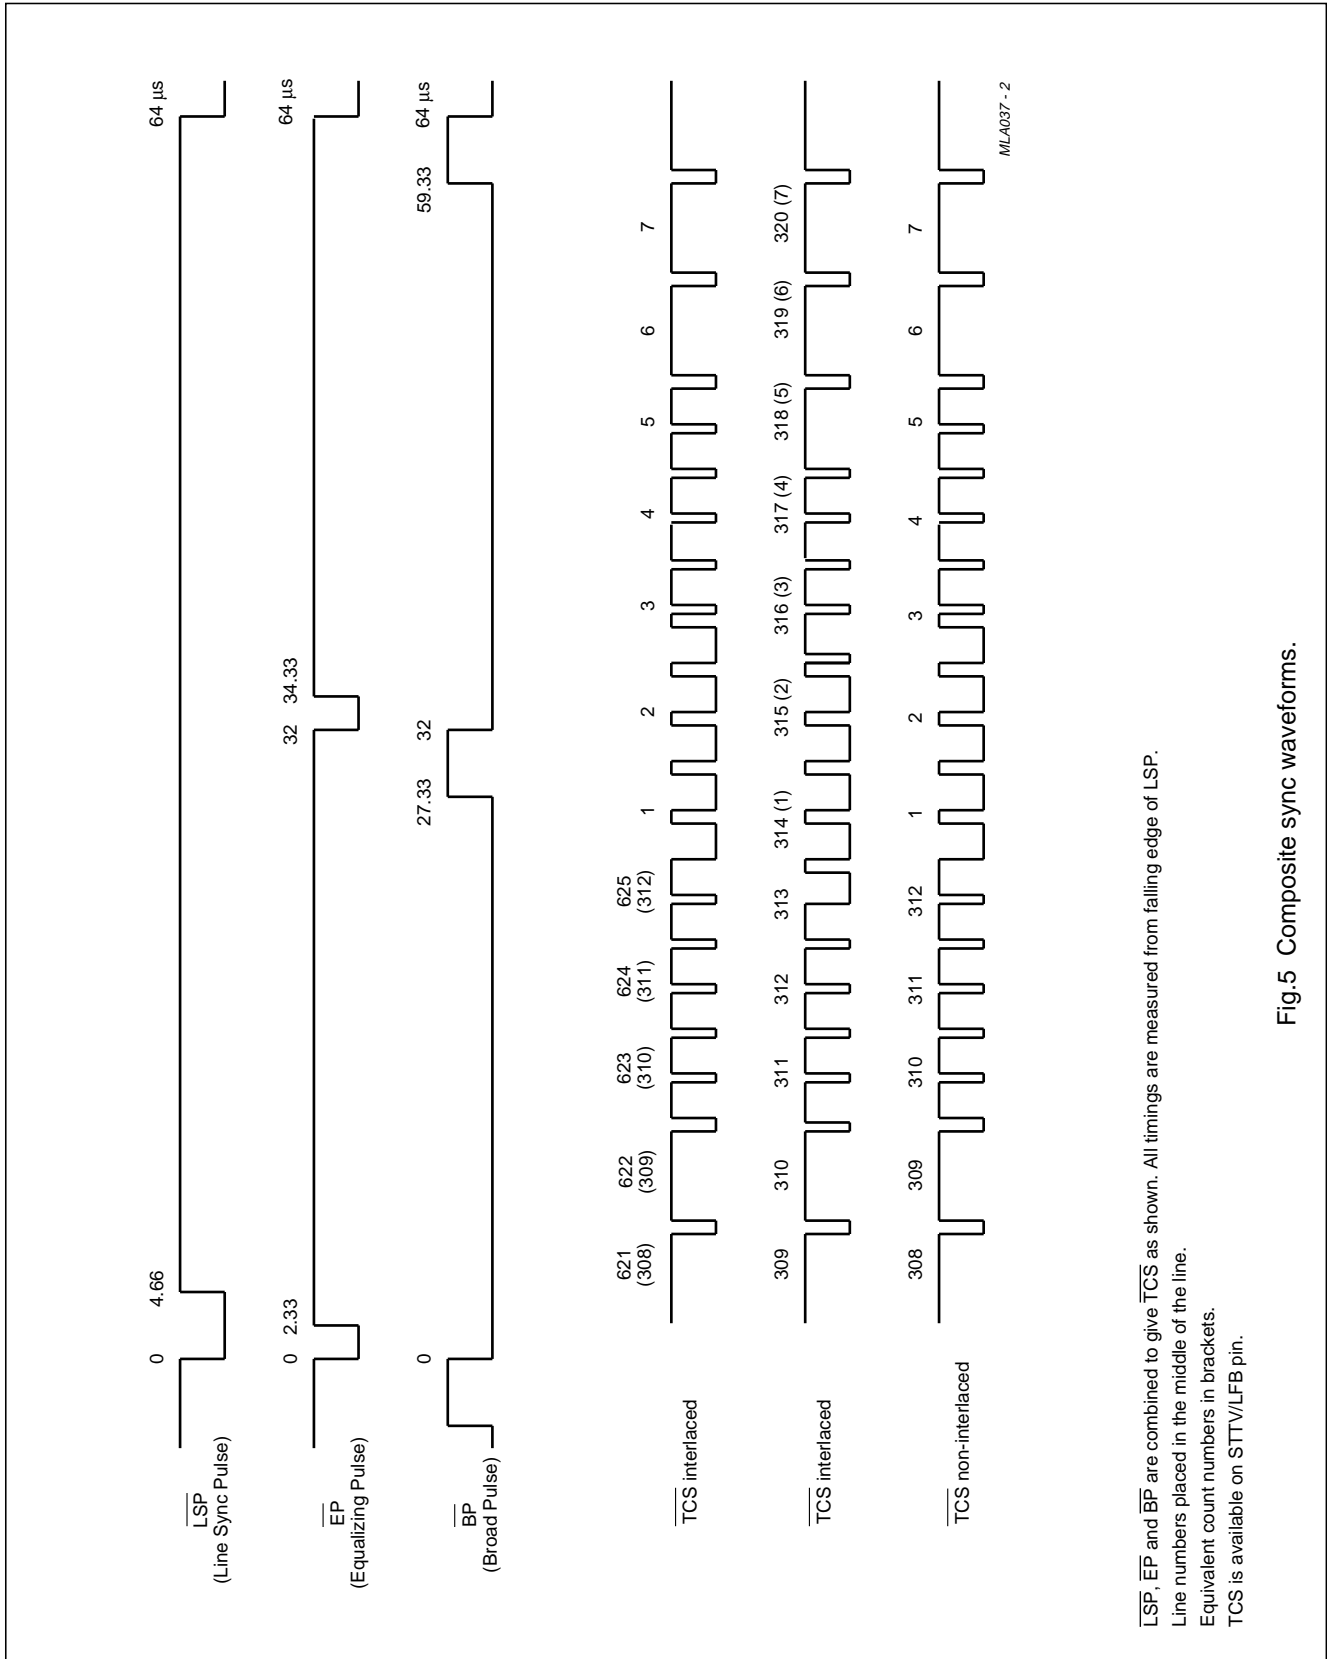 LSP
(Line Sync Pulse)
0
4.66
64 µs
EP
(Equalizing Pulse)
0
2.33
32
34.33
64 µs
BP
(Broad Pulse)
0
27.33
32
59.33
64 µs
TCS interlaced
621
(308)
622
(309)
623
(310)
624
(311)
625
(312)
1
2
3
4
5
6
7
TCS interlaced
309
310
311
312
313
314 (1)
315 (2)
316 (3)
317 (4)
318 (5)
319 (6)
320 (7)
TCS non-interlaced
308
309
310
311
312
1
2
3
4
5
6
7
MLA037 - 2
LSP, EP and BP are combined to give TCS as shown. All timings are measured from falling edge of LSP.
Line numbers placed in the middle of the line.
Equivalent count numbers in brackets.
TCS is available on STTV/LFB pin.
Fig.5 Composite sync waveforms.